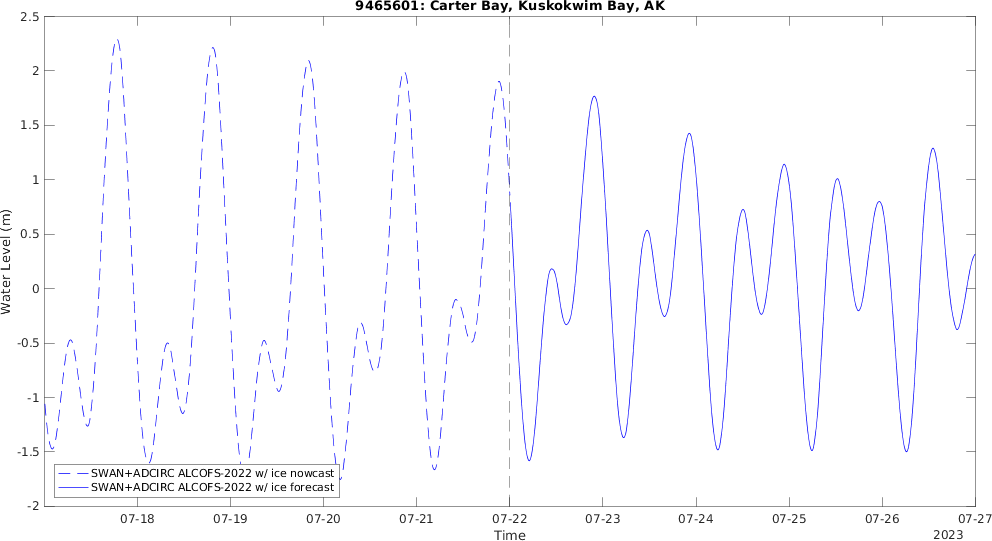 9465601: Carter Bay, Kuskokwim Bay, AK
2.5
2
1.5
1
0.5
0
-0.5
-1
-1.5
-2
Water Level (m)
SWAN+ADCIRC ALCOFS-2022 w/ ice nowcast
SWAN+ADCIRC ALCOFS-2022 w/ ice forecast
07-18 07-19 07-20 07-21 07-22 07-23 07-24 07-25 07-26 07-27
Time
2023